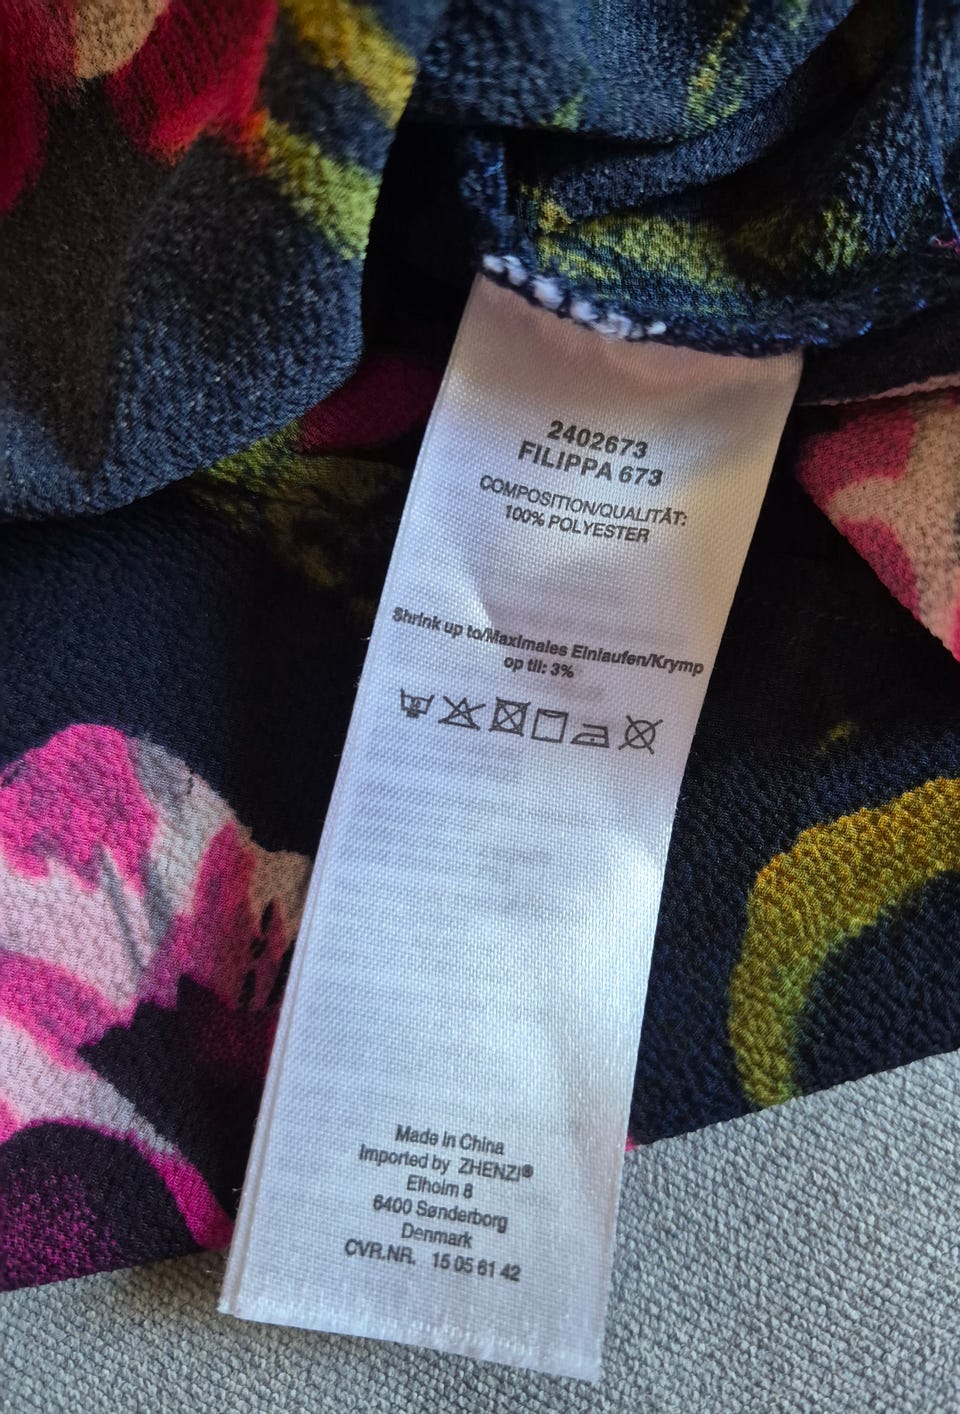 2402673
FILIPPA 673
COMPOSITION/QUALITÄT:
100% POLYESTER
Shrink up to/Maximales Einlaufen/Krymp
op til: 3%
Made in China
Imported by ZHENZI®
Elholm 8
6400 Sønderborg
Denmark
CVR.NR. 15 05 61 42